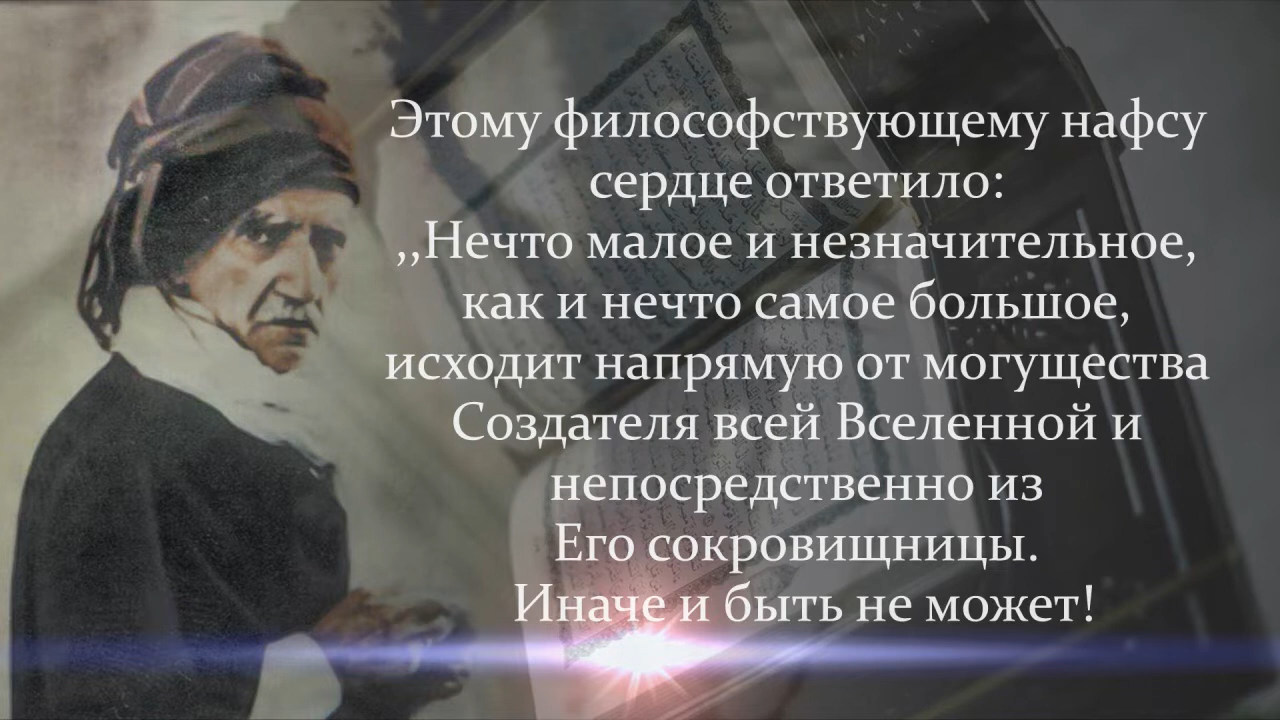 Этому философствующему нафсу
сердце ответило:
,,Нечто малое и незначительное,
как и нечто самое большое,
исходит напрямую от могущества
Создателя всей Вселенной и
непосредственно из
Его сокровищницы.
Иначе и быть не может!